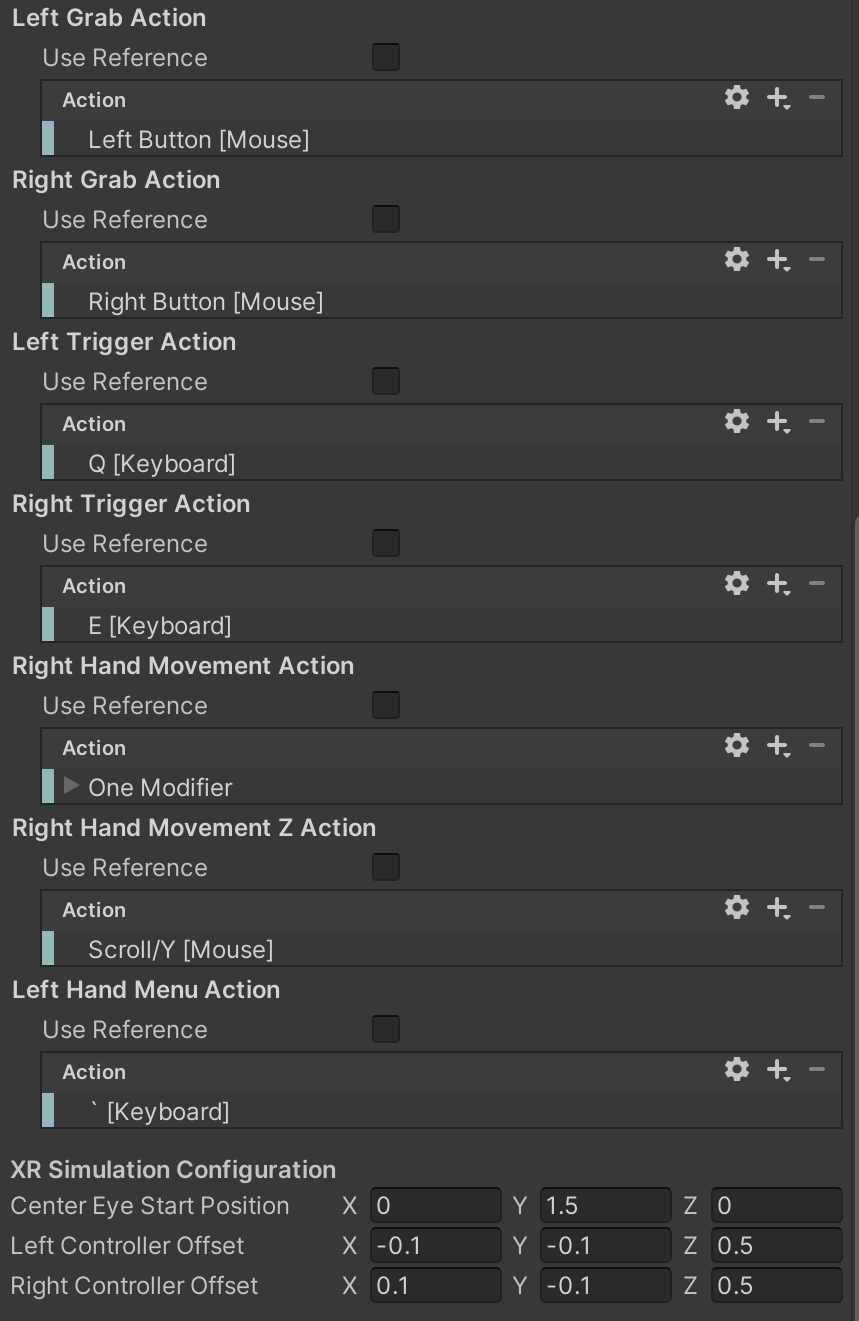 Left Grab Action
Use Reference
Action
Left Button [Mouse]
Right Grab Action
Use Reference
Action
Right Button [Mouse]
Left Trigger Action
Use Reference
Action
Q [Keyboard]
Right Trigger Action
Use Reference
Action
E [Keyboard]
Right Hand Movement Action
Use Reference
Action
One Modifier
Right Hand Movement Z Action
Use Reference
Action
Scroll/Y [Mouse]
Left Hand Menu Action
Use Reference
Action
` [Keyboard]
XR Simulation Configuration
Center Eye Start Position X 0 Y 1.5 Z 0
Left Controller Offset X -0.1 Y -0.1 Z 0.5
Right Controller Offset X 0.1 Y -0.1 Z 0.5